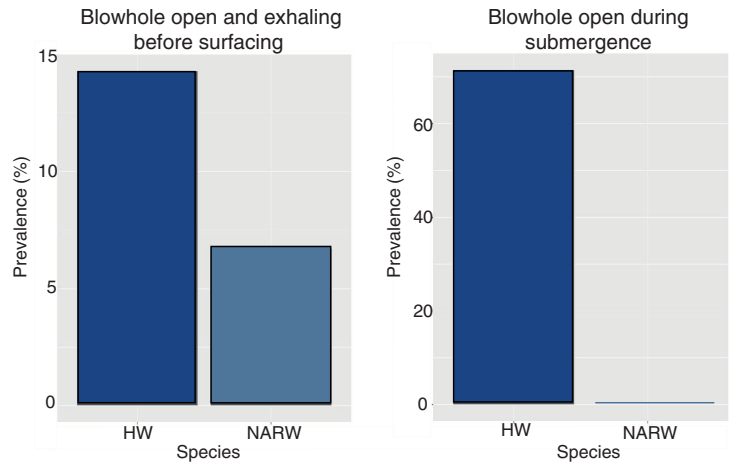 Blowhole open and exhaling
before surfacing
Prevalence (%)
15
10
5
0
HW NARW
Species
Blowhole open during
submergence
Prevalence (%)
60
40
20
0
HW NARW
Species